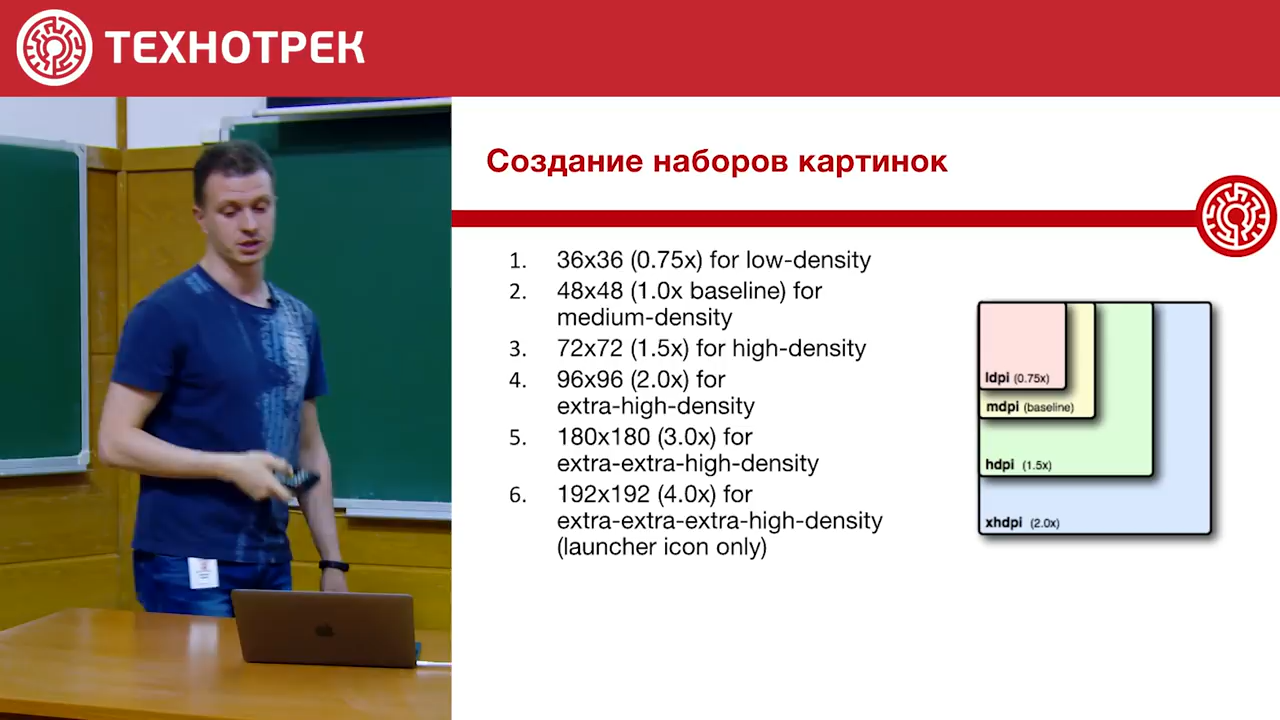 ТЕХНОТРЕК
Создание наборов картинок
1. 36x36 (0.75x) for low-density
2. 48x48 (1.0x baseline) for
medium-density
3. 72x72 (1.5x) for high-density
4. 96x96 (2.0x) for
extra-high-density
5. 180x180 (3.0x) for
extra-extra-high-density
6. 192x192 (4.0x) for
extra-extra-extra-high-density
(launcher icon only)
ldpi (0.75x)
mdpi (baseline)
hdpi (1.5x)
xhdpi (2.0x)